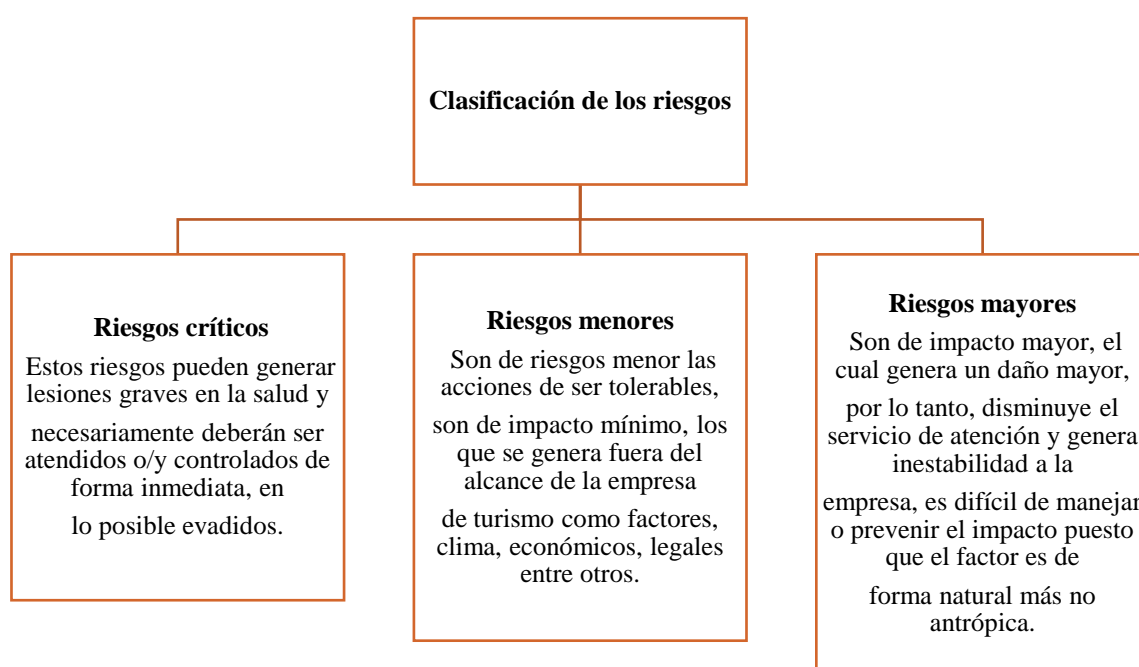 Clasificación de los riesgos
Riesgos críticos
Estos riesgos pueden generar
lesiones graves en la salud y
necesariamente deberán ser
atendidos o/y controlados de
forma inmediata, en
lo posible evadidos.
Riesgos menores
Son de riesgos menor las
acciones de ser tolerables,
son de impacto mínimo, los
que se genera fuera del
alcance de la empresa
de turismo como factores,
clima, económicos, legales
entre otros.
Riesgos mayores
Son de impacto mayor, el
cual genera un daño mayor,
por lo tanto, disminuye el
servicio de atención y genera
inestabilidad a la
empresa, es difícil de manejar
o prevenir el impacto puesto
que el factor es de
forma natural más no
antrópica.